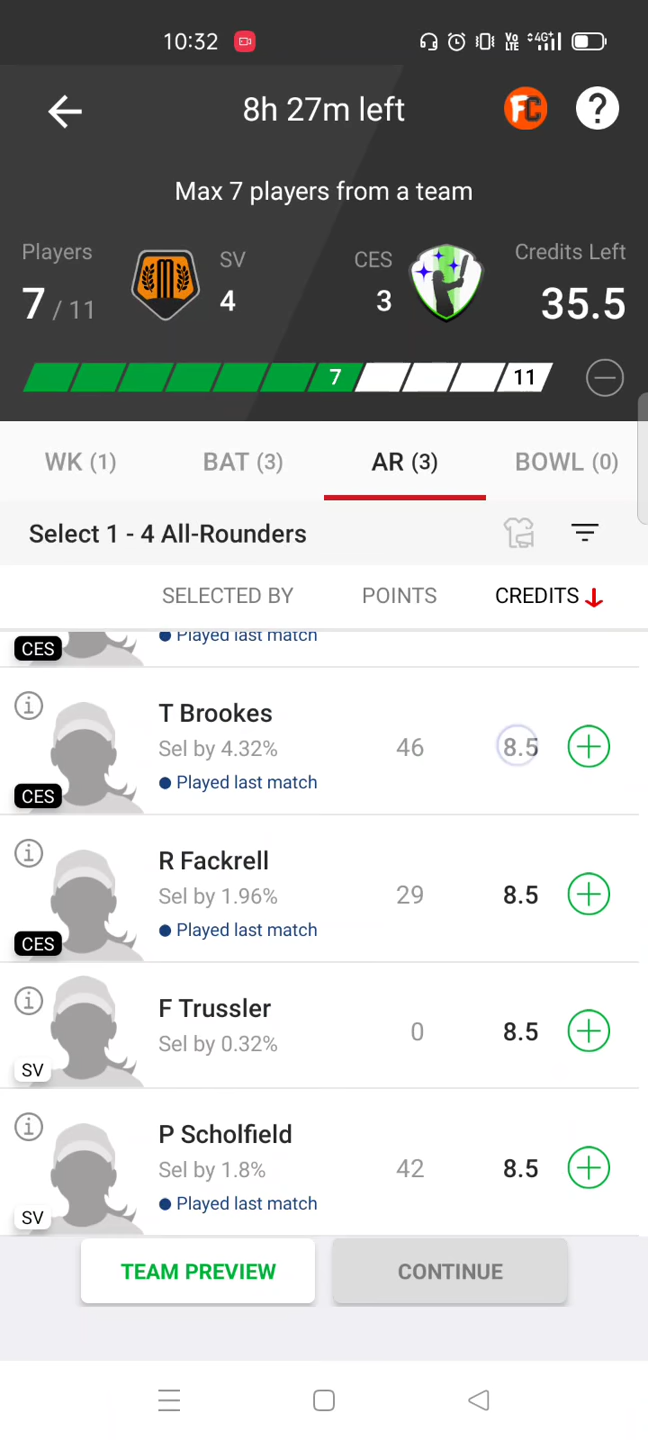 10:32 Vo LTE 4G+
8h 27m left FC ?
Max 7 players from a team
Players SV CES Credits Left
7 / 11 4 3 35.5
7 11
WK (1) BAT (3) AR (3) BOWL (0)
Select 1 - 4 All-Rounders
SELECTED BY POINTS CREDITS
CES Played last match
T Brookes
Sel by 4.32% 46 8.5
CES Played last match
R Fackrell
Sel by 1.96% 29 8.5
CES Played last match
F Trussler
Sel by 0.32% 0 8.5
SV
P Scholfield
Sel by 1.8% 42 8.5
SV Played last match
TEAM PREVIEW CONTINUE